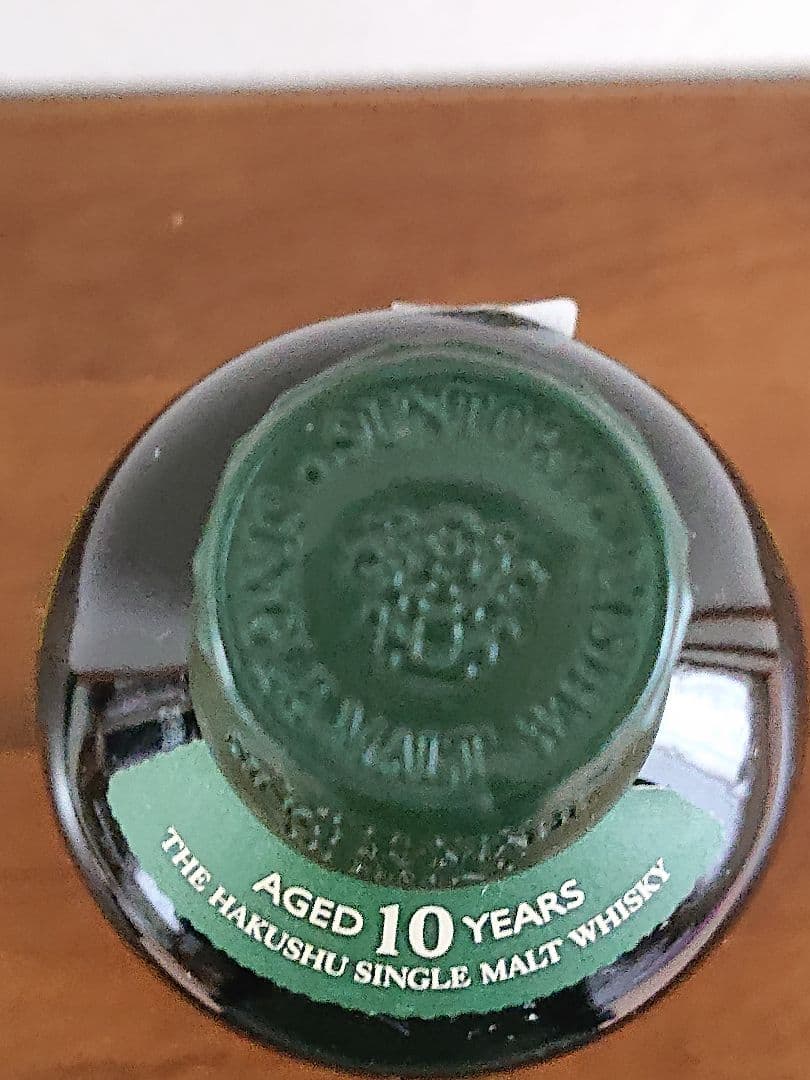 SUNTORY
SINGLE MALT WHISKY
AGED 10 YEARS
THE HAKUSHU SINGLE MALT WHISKY